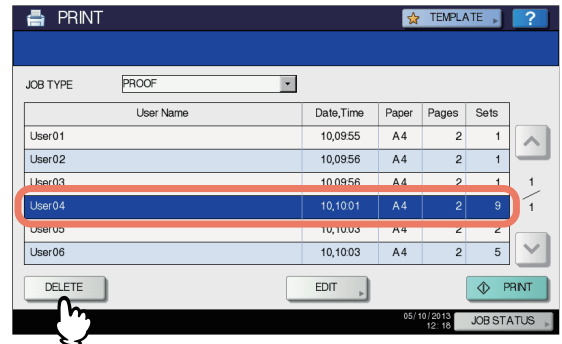 PRINT TEMPLATE ?
JOB TYPE PROOF
User Name Date,Time Paper Pages Sets
User01 10,09:55 A4 2 1
User02 10,09:56 A4 2 1
User03 10,09:56 A4 2 1
User04 10,10:01 A4 2 9
User05 10,10:03 A4 2 2
User06 10,10:03 A4 2 5
1
1
DELETE EDIT PRINT
05/10/2013
12:18
JOB STATUS